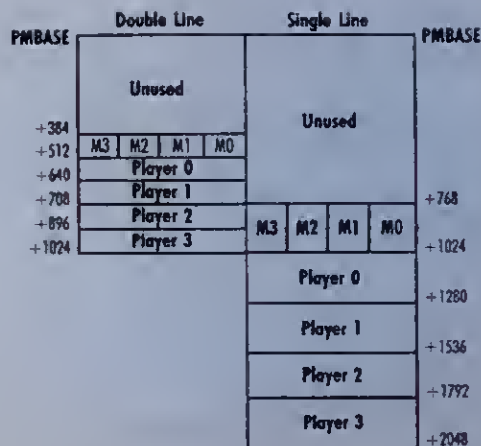 Double Line Single Line
PMBASE PMBASE
Unused
Unused
+384
M3 M2 M1 M0
+512
Player 0
+640
Player 1
+708
+768
Player 2
M3 M2 M1 M0
+896
Player 3
+1024 +1024
Player 0
+1280
Player 1
+1536
Player 2
+1792
Player 3
+2048